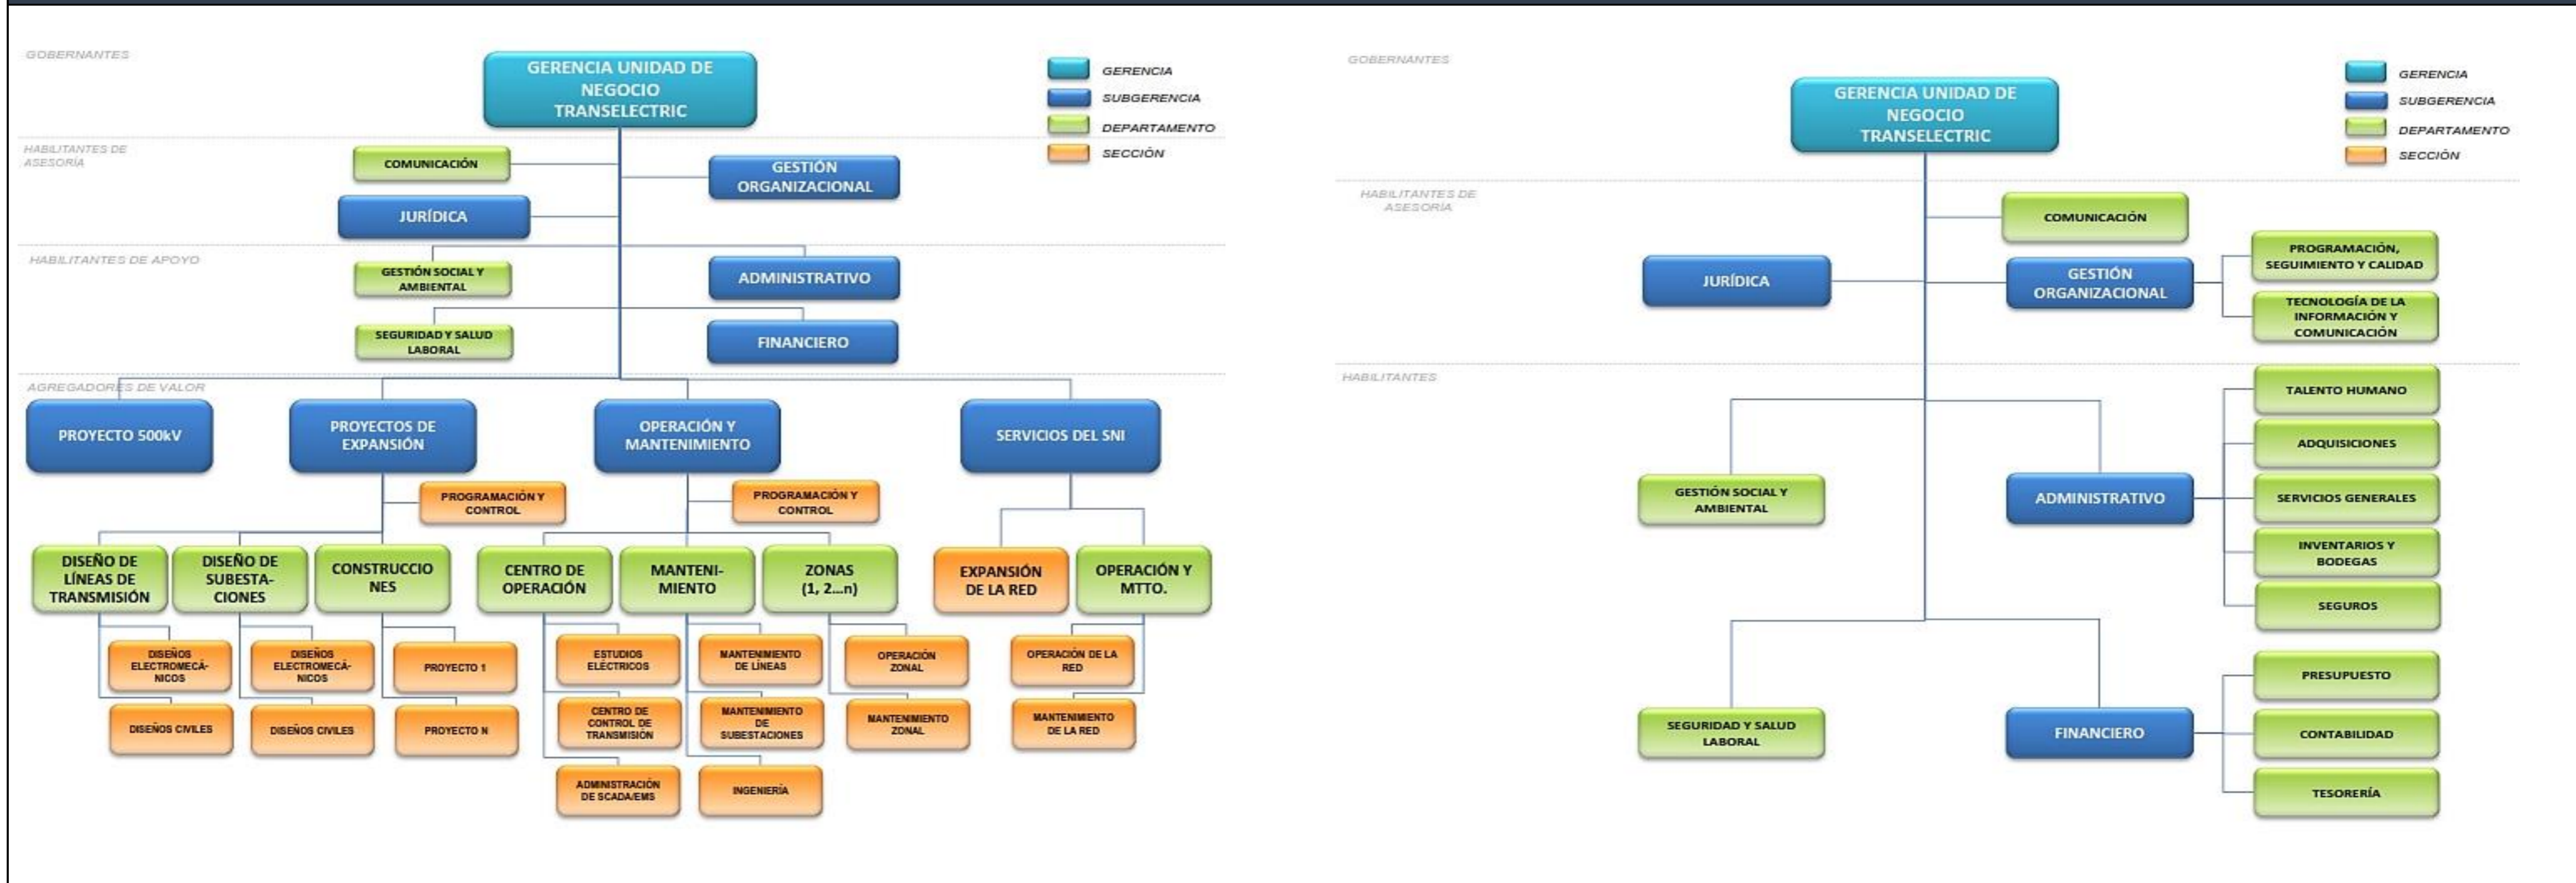 GOBERNANTES
GERENCIA UNIDAD DE
NEGOCIO
TRANSELECTRIC
GERENCIA
SUBGERENCIA
DEPARTAMENTO
SECCIÓN
HABILITANTES DE
ASESORÍA
COMUNICACIÓN
GESTIÓN
ORGANIZACIONAL
JURÍDICA
HABILITANTES DE APOYO
GESTIÓN SOCIAL Y
AMBIENTAL
ADMINISTRATIVO
SEGURIDAD Y SALUD
LABORAL
FINANCIERO
AGREGADORES DE VALOR
PROYECTO 500kV
PROYECTOS DE
EXPANSIÓN
OPERACIÓN Y
MANTENIMIENTO
SERVICIOS DEL SNI
PROGRAMACIÓN Y
CONTROL
PROGRAMACIÓN Y
CONTROL
DISEÑO DE
LÍNEAS DE
TRANSMISIÓN
DISEÑO DE
SUBESTA-
CIONES
CONSTRUCCIO
NES
CENTRO DE
OPERACIÓN
MANTENI-
MIENTO
ZONAS
(1, 2...n)
EXPANSIÓN
DE LA RED
OPERACIÓN Y
MTTO.
DISEÑOS
ELECTROMECÁ-
NICOS
DISEÑOS
ELECTROMECÁ-
NICOS
PROYECTO 1
ESTUDIOS
ELÉCTRICOS
MANTENIMIENTO
DE LÍNEAS
OPERACIÓN
ZONAL
OPERACIÓN DE LA
RED
DISEÑOS CIVILES
DISEÑOS CIVILES
PROYECTO N
CENTRO DE
CONTROL DE
TRANSMISIÓN
MANTENIMIENTO
DE
SUBESTACIONES
MANTENIMIENTO
ZONAL
MANTENIMIENTO
DE LA RED
ADMINISTRACIÓN
DE SCADA/EMS
INGENIERÍA
GOBERNANTES
GERENCIA UNIDAD DE
NEGOCIO
TRANSELECTRIC
GERENCIA
SUBGERENCIA
DEPARTAMENTO
SECCIÓN
HABILITANTES DE
ASESORÍA
COMUNICACIÓN
JURÍDICA
GESTIÓN
ORGANIZACIONAL
PROGRAMACIÓN,
SEGUIMIENTO Y CALIDAD
TECNOLOGÍA DE LA
INFORMACIÓN Y
COMUNICACIÓN
HABILITANTES
GESTIÓN SOCIAL Y
AMBIENTAL
ADMINISTRATIVO
TALENTO HUMANO
ADQUISICIONES
SERVICIOS GENERALES
INVENTARIOS Y
BODEGAS
SEGUROS
SEGURIDAD Y SALUD
LABORAL
FINANCIERO
PRESUPUESTO
CONTABILIDAD
TESORERÍA